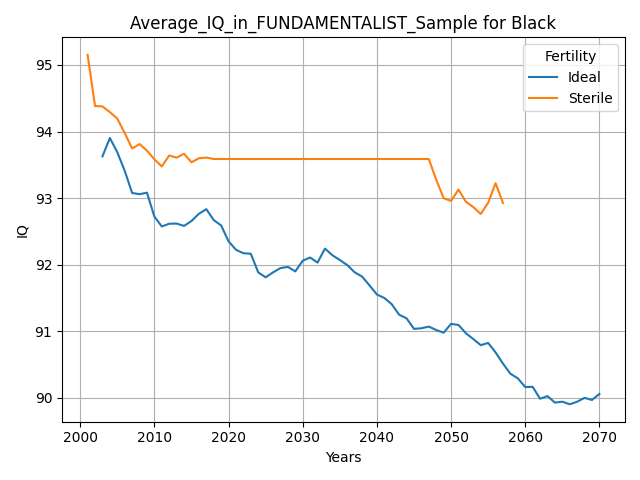 Average_IQ_in_FUNDAMENTALIST_Sample for Black
Fertility
Ideal
Sterile
IQ
95
94
93
92
91
90
2000 2010 2020 2030 2040 2050 2060 2070
Years